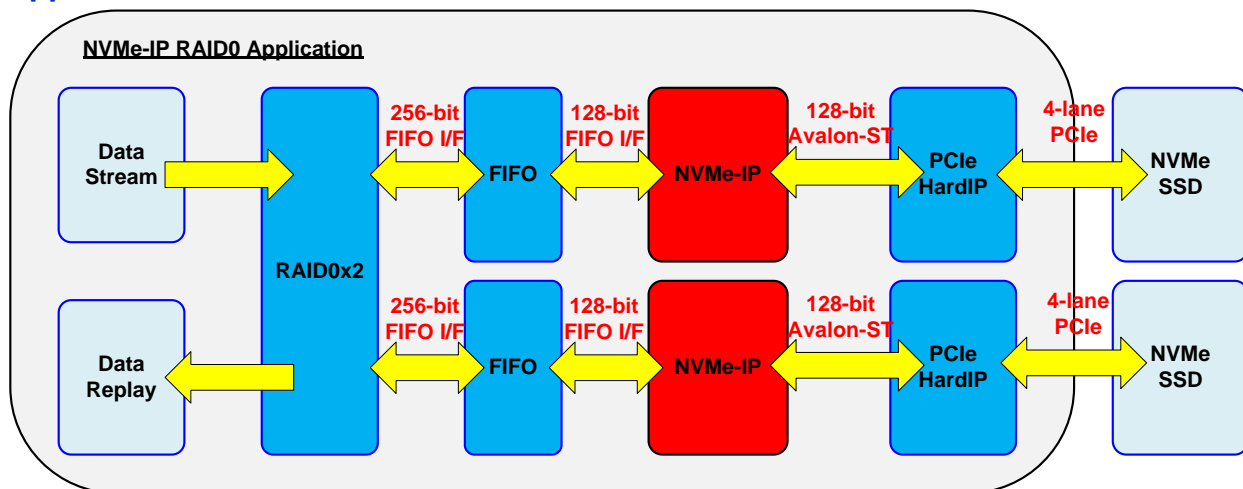 NVMe-IP RAID0 Application
256-bit
FIFO I/F
128-bit
FIFO I/F
128-bit
Avalon-ST
4-lane
PCIe
Data
Stream
FIFO
NVMe-IP
PCIe
HardIP
NVMe
SSD
RAID0x2
256-bit
FIFO I/F
128-bit
FIFO I/F
128-bit
Avalon-ST
4-lane
PCIe
Data
Replay
FIFO
NVMe-IP
PCIe
HardIP
NVMe
SSD